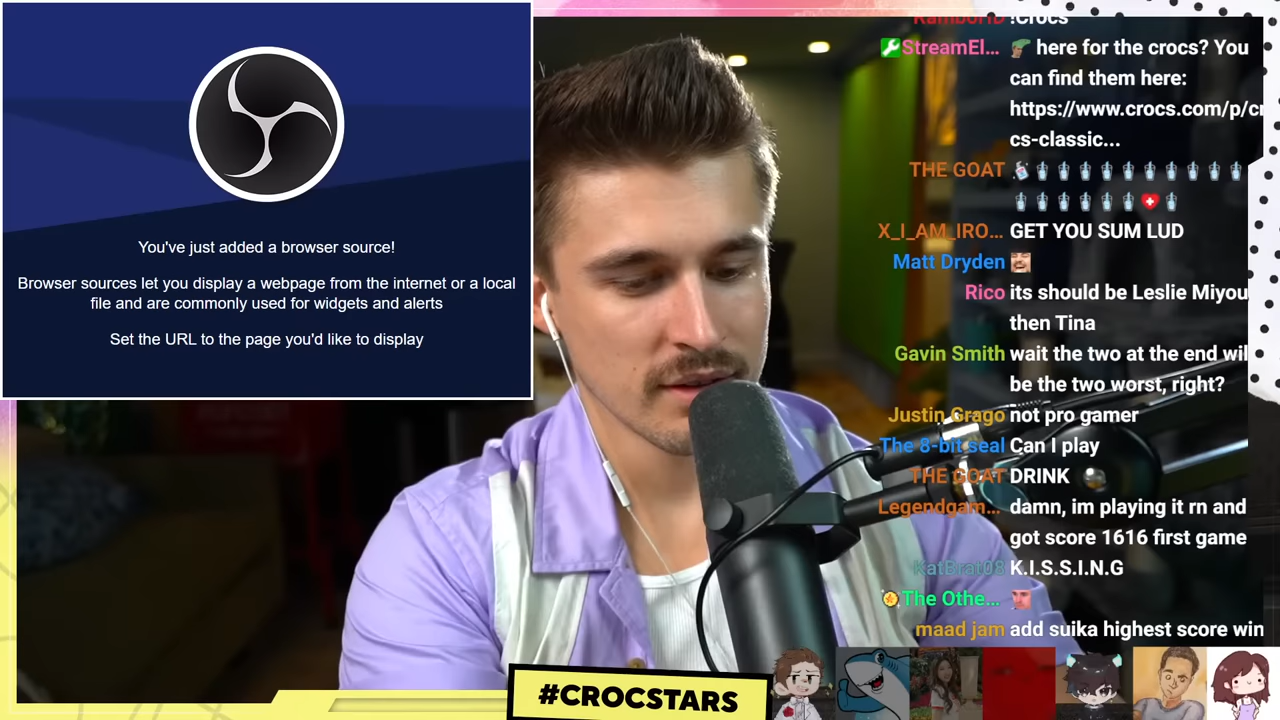 You've just added a browser source!
Browser sources let you display a webpage from the internet or a local
file and are commonly used for widgets and alerts
Set the URL to the page you'd like to display
RamboHD !Crocs
StreamEl... here for the crocs? You
can find them here:
https://www.crocs.com/p/cr
cs-classic...
THE GOAT
X_I_AM_IRO... GET YOU SUM LUD
Matt Dryden
Rico its should be Leslie Miyou
then Tina
Gavin Smith wait the two at the end wil
be the two worst, right?
Justin Grago not pro gamer
The 8-bit seal Can I play
THE GOAT DRINK
Legendgam... damn, im playing it rn and
got score 1616 first game
KatBrat08 K.I.S.S.I.N.G
The Othe...
maad jam add suika highest score win
#CROCSTARS